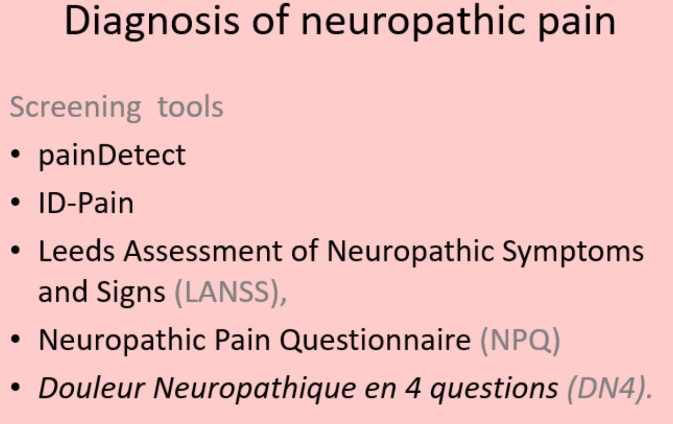 Diagnosis of neuropathic pain
Screening tools
• painDetect
• ID-Pain
• Leeds Assessment of Neuropathic Symptoms
and Signs (LANSS),
• Neuropathic Pain Questionnaire (NPQ)
• Douleur Neuropathique en 4 questions (DN4).